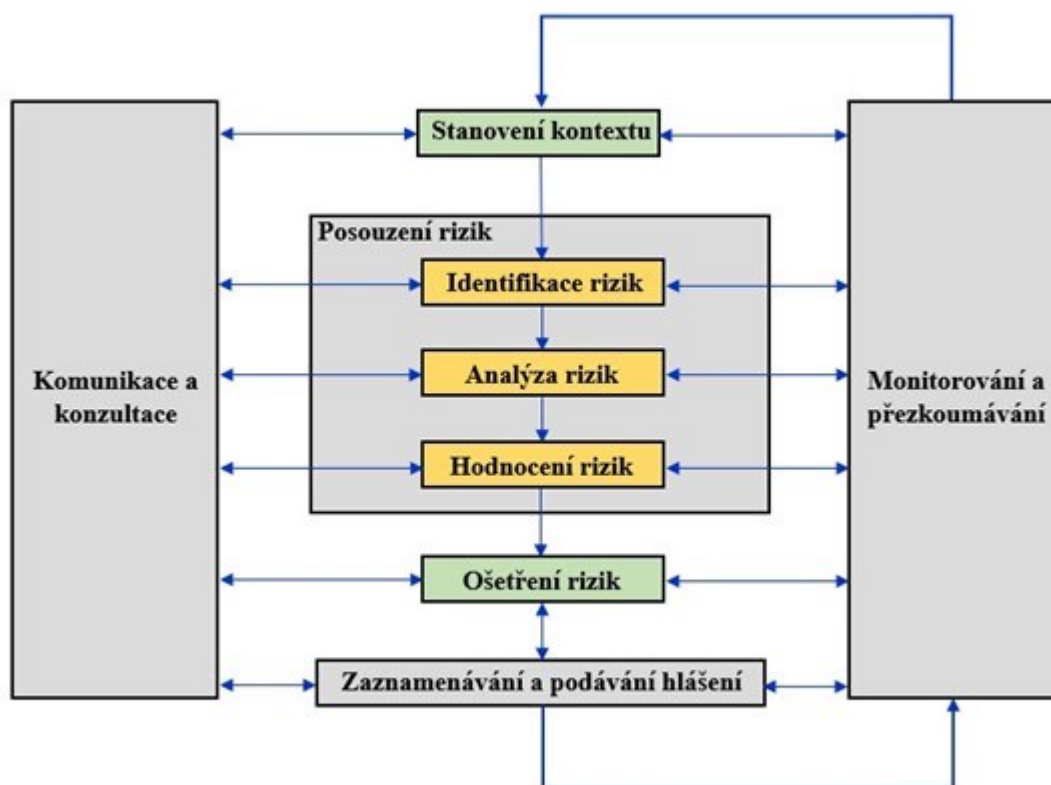 Stanovení kontextu
Posouzení rizik
Identifikace rizik
Analýza rizik
Hodnocení rizik
Komunikace a
konzultace
Monitorování a
přezkoumávání
Ošetření rizik
Zaznamenávání a podávání hlášení